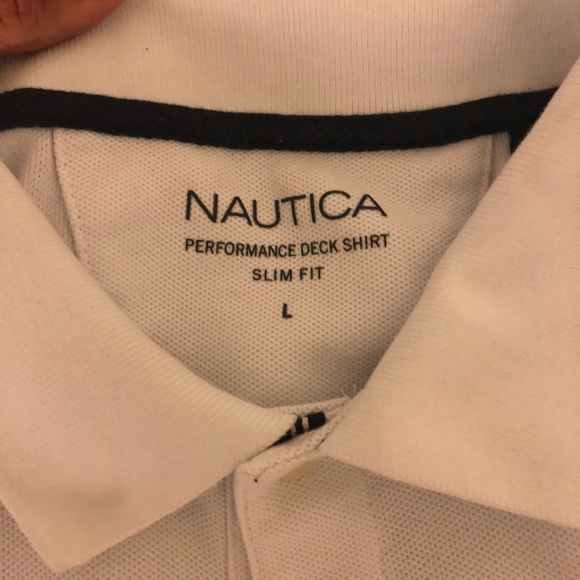 NAUTICA
PERFORMANCE DECK SHIRT
SLIM FIT
L